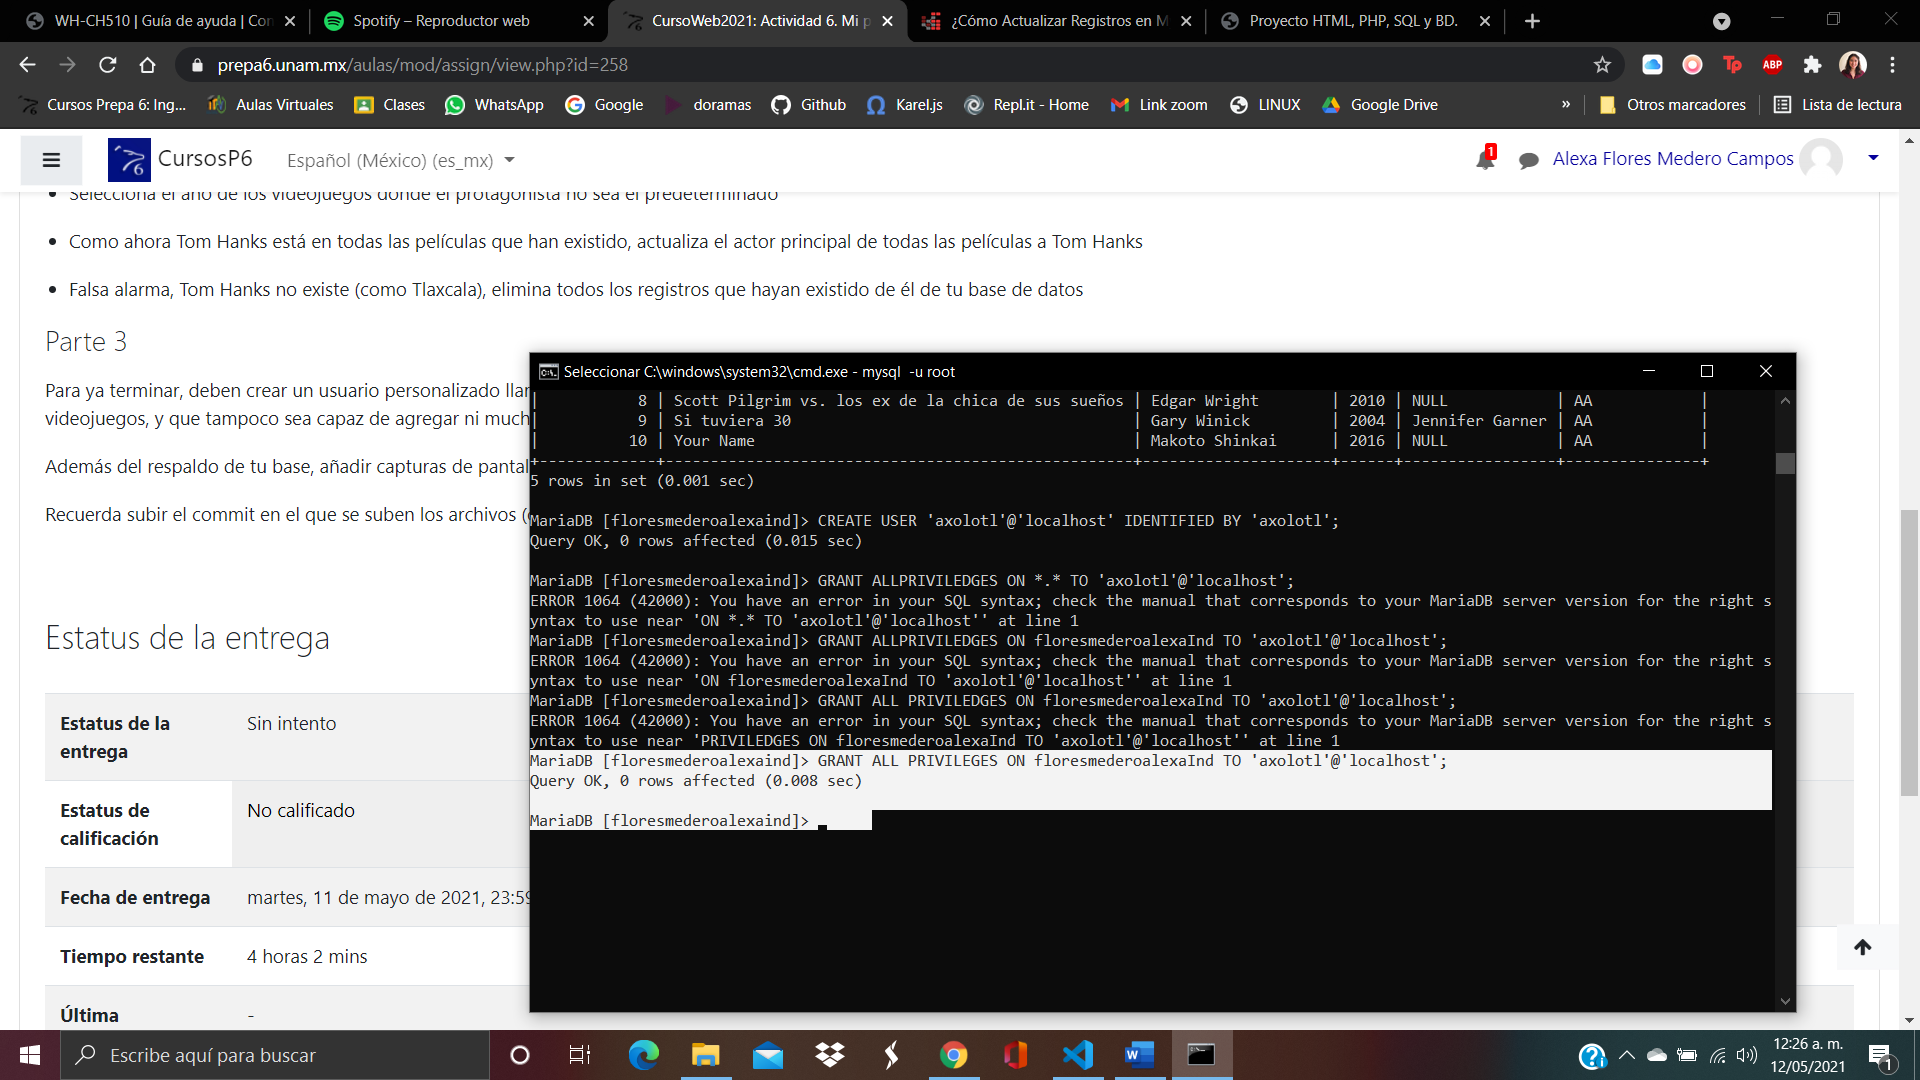 WH-CH510 | Guía de ayuda | Con
Spotify – Reproductor web
CursoWeb2021: Actividad 6. Mi p
¿Cómo Actualizar Registros en M
Proyecto HTML, PHP, SQL y BD.
prepa6.unam.mx/aulas/mod/assign/view.php?id=258
Tp
ABP
Cursos Prepa 6: Ing...
Aulas Virtuales
Clases
WhatsApp
Google
doramas
Github
Karel.js
Repl.it - Home
Link zoom
LINUX
Google Drive
»
Otros marcadores
Lista de lectura
CursosP6
Español (México) (es_mx)
1
Alexa Flores Medero Campos
Selecciona el año de los videojuegos donde el protagonista no sea el predeterminado
Como ahora Tom Hanks está en todas las películas que han existido, actualiza el actor principal de todas las películas a Tom Hanks
Falsa alarma, Tom Hanks no existe (como Tlaxcala), elimina todos los registros que hayan existido de él de tu base de datos
Parte 3
Para ya terminar, deben crear un usuario personalizado llar
videojuegos, y que tampoco sea capaz de agregar ni much
Además del respaldo de tu base, añadir capturas de pantal
Recuerda subir el commit en el que se suben los archivos (
Estatus de la entrega
Estatus de la entrega
Sin intento
Estatus de calificación
No calificado
Fecha de entrega
martes, 11 de mayo de 2021, 23:59
Tiempo restante
4 horas 2 mins
Última
-
Seleccionar C:\windows\system32\cmd.exe - mysql  -u root
| 8 | Scott Pilgrim vs. los ex de la chica de sus sueños | Edgar Wright | 2010 | NULL | AA |
| 9 | Si tuviera 30 | Gary Winick | 2004 | Jennifer Garner | AA |
| 10 | Your Name | Makoto Shinkai | 2016 | NULL | AA |
5 rows in set (0.001 sec)
MariaDB [floresmederoalexaind]> CREATE USER 'axolotl'@'localhost' IDENTIFIED BY 'axolotl';
Query OK, 0 rows affected (0.015 sec)
MariaDB [floresmederoalexaind]> GRANT ALLPRIVILEDGES ON *.* TO 'axolotl'@'localhost';
ERROR 1064 (42000): You have an error in your SQL syntax; check the manual that corresponds to your MariaDB server version for the right s
yntax to use near 'ON *.* TO 'axolotl'@'localhost'' at line 1
MariaDB [floresmederoalexaind]> GRANT ALLPRIVILEDGES ON floresmederoalexaInd TO 'axolotl'@'localhost';
ERROR 1064 (42000): You have an error in your SQL syntax; check the manual that corresponds to your MariaDB server version for the right s
yntax to use near 'ON floresmederoalexaInd TO 'axolotl'@'localhost'' at line 1
MariaDB [floresmederoalexaind]> GRANT ALL PRIVILEDGES ON floresmederoalexaInd TO 'axolotl'@'localhost';
ERROR 1064 (42000): You have an error in your SQL syntax; check the manual that corresponds to your MariaDB server version for the right s
yntax to use near 'PRIVILEDGES ON floresmederoalexaInd TO 'axolotl'@'localhost'' at line 1
MariaDB [floresmederoalexaind]> GRANT ALL PRIVILEGES ON floresmederoalexaInd TO 'axolotl'@'localhost';
Query OK, 0 rows affected (0.008 sec)
MariaDB [floresmederoalexaind]>
Escribe aquí para buscar
12:26 a. m.
12/05/2021
1